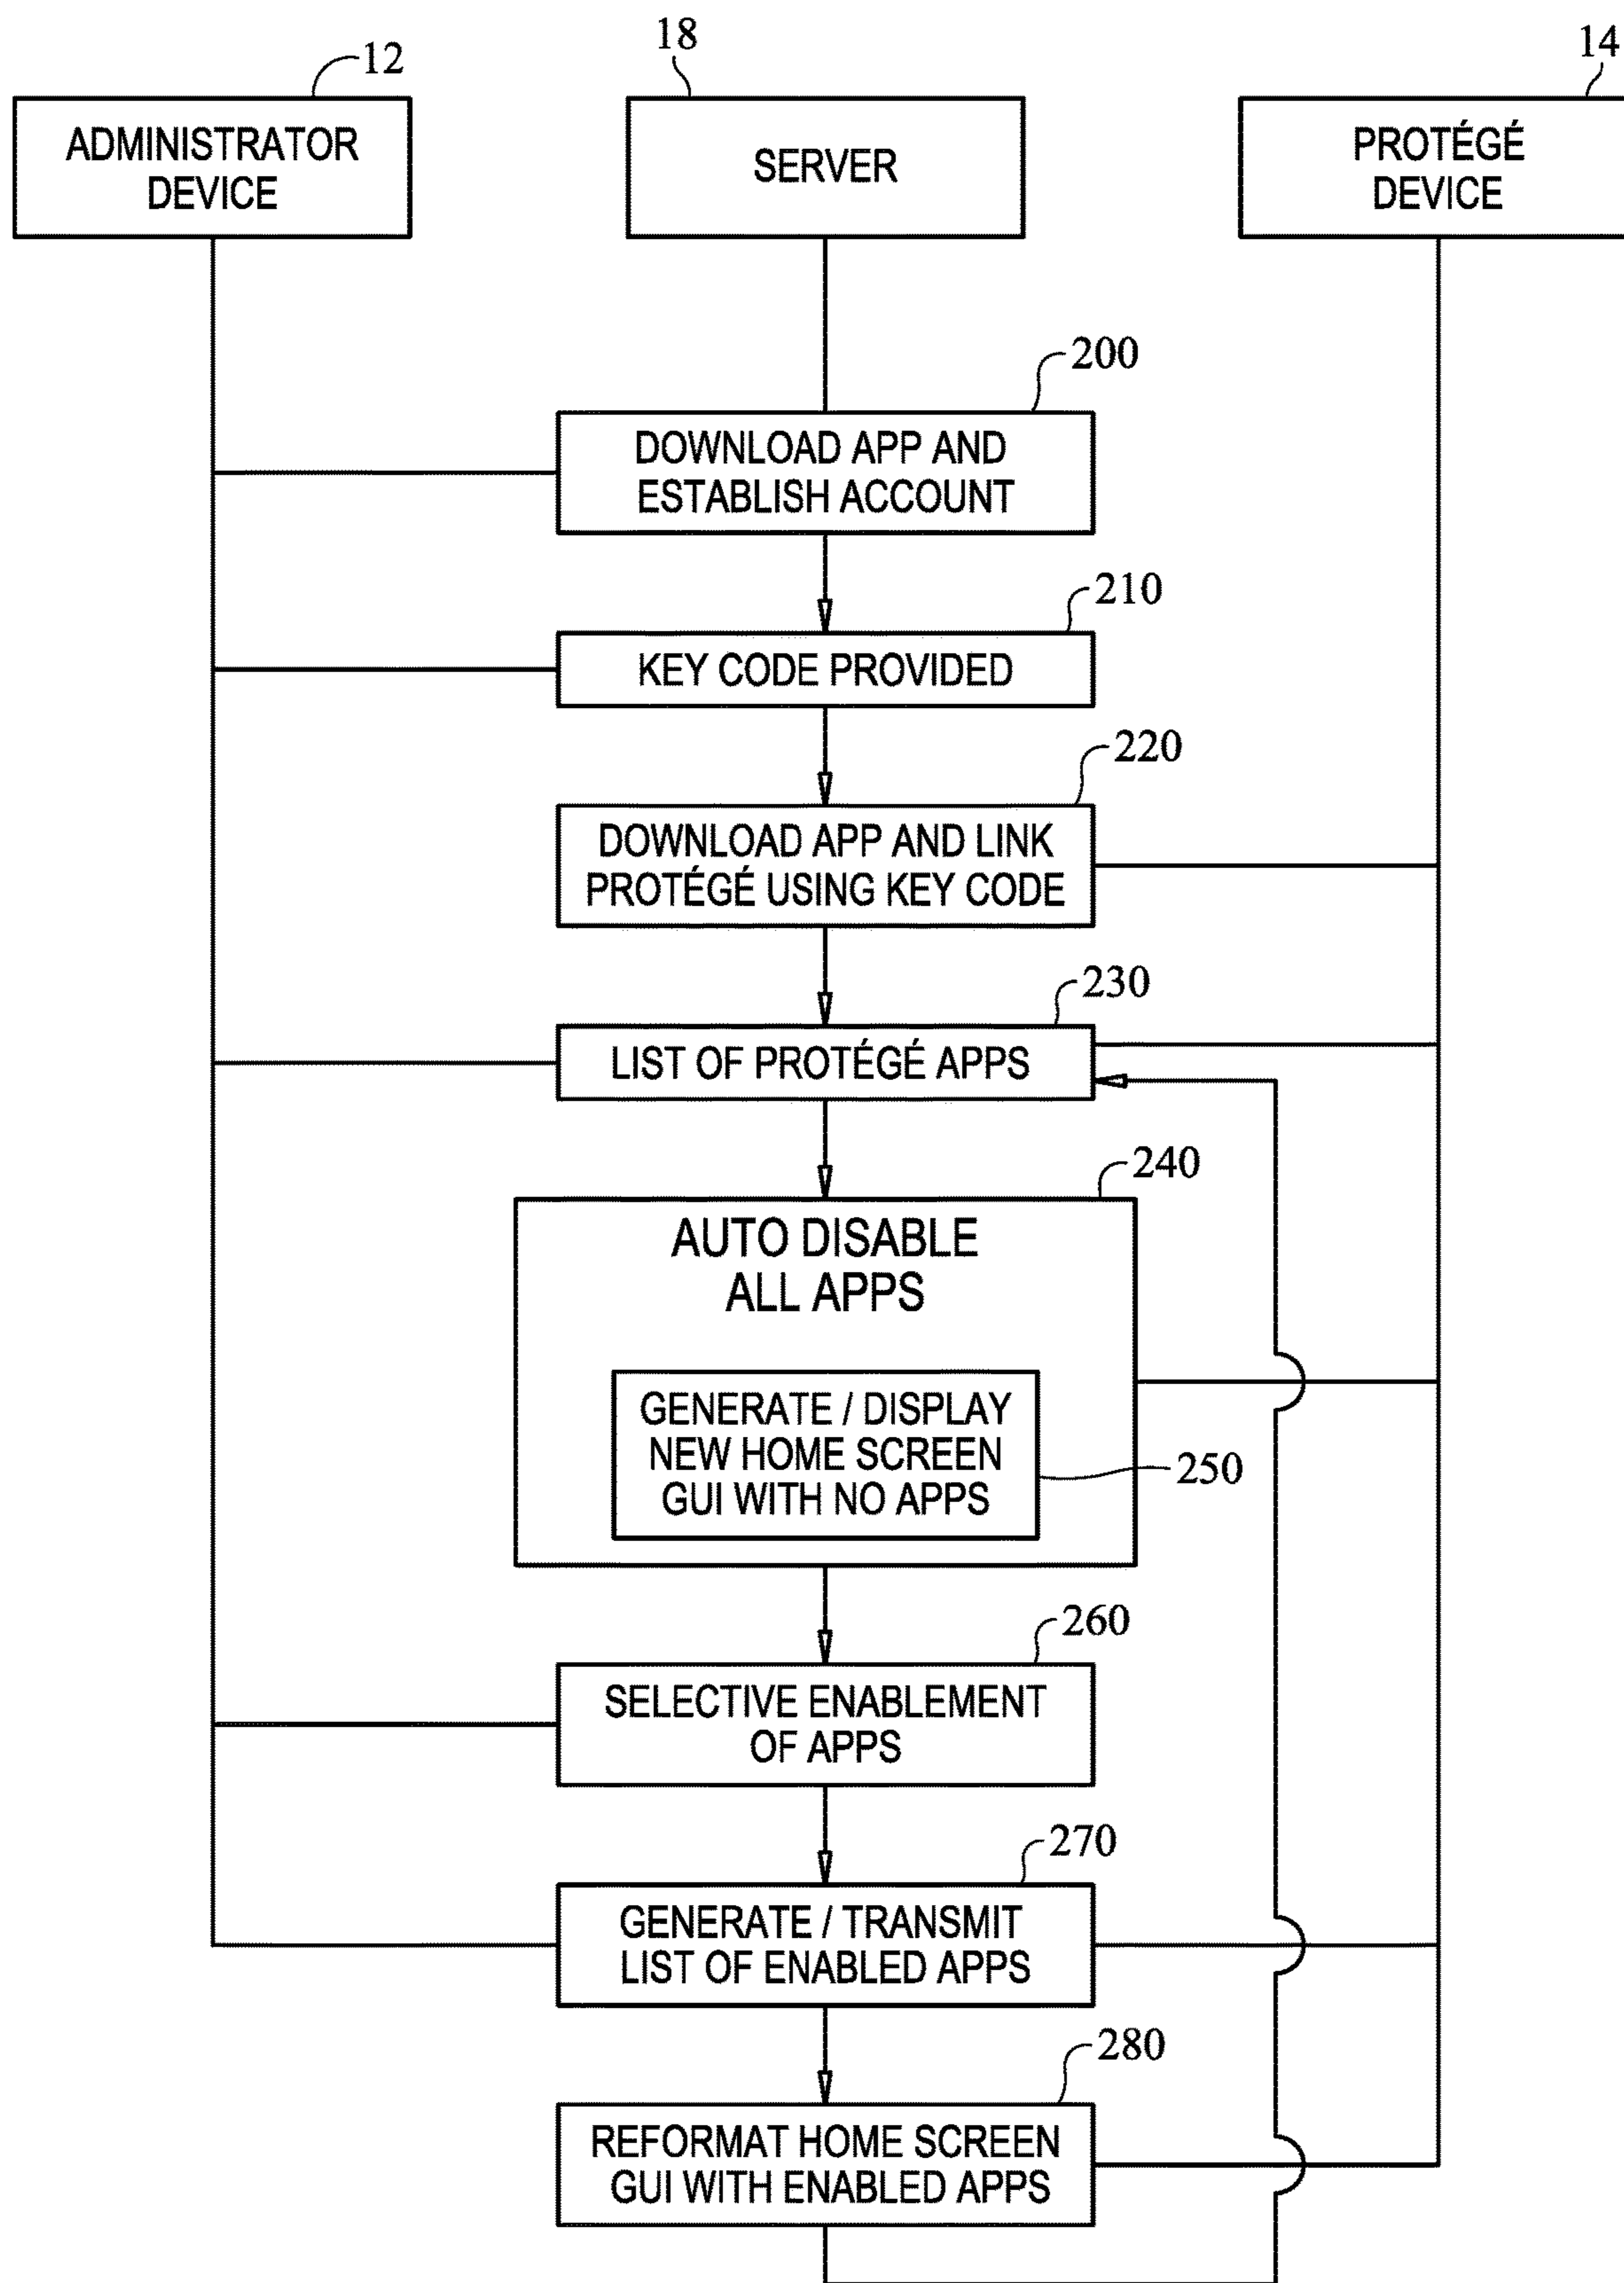 12
18
14
ADMINISTRATOR
DEVICE
SERVER
PROTÉGÉ
DEVICE
200
DOWNLOAD APP AND
ESTABLISH ACCOUNT
210
KEY CODE PROVIDED
220
DOWNLOAD APP AND LINK
PROTÉGÉ USING KEY CODE
230
LIST OF PROTÉGÉ APPS
240
AUTO DISABLE
ALL APPS
GENERATE / DISPLAY
NEW HOME SCREEN
GUI WITH NO APPS
250
260
SELECTIVE ENABLEMENT
OF APPS
270
GENERATE / TRANSMIT
LIST OF ENABLED APPS
280
REFORMAT HOME SCREEN
GUI WITH ENABLED APPS